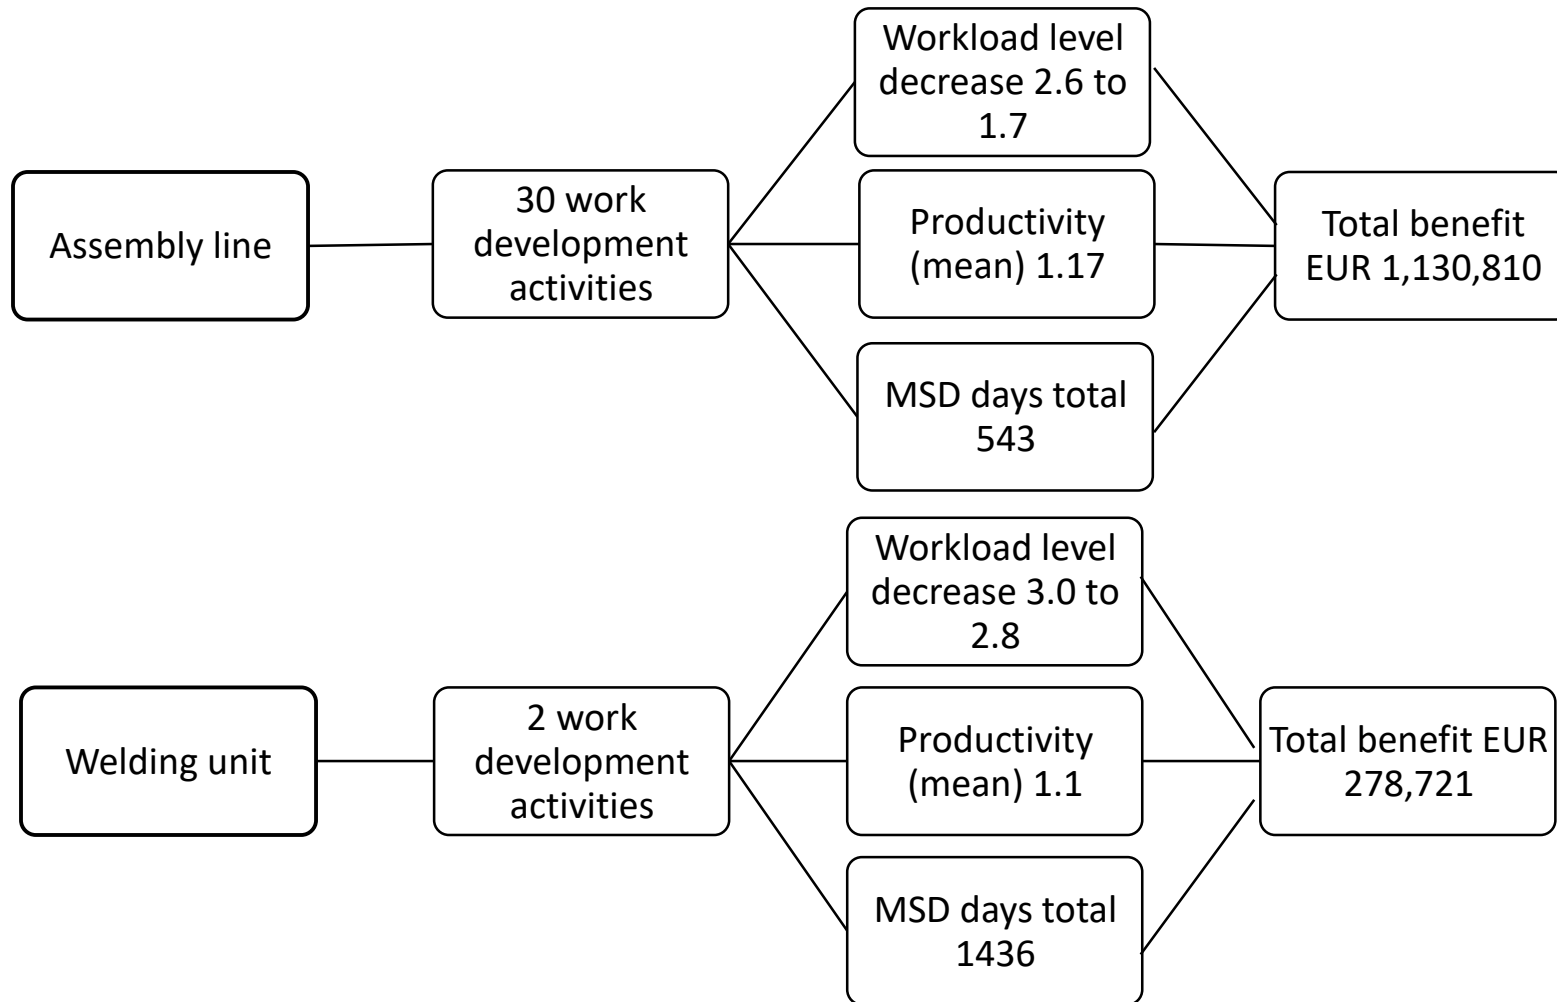 Assembly line
30 work
development
activities
Workload level
decrease 2.6 to
1.7
Productivity
(mean) 1.17
MSD days total
543
Total benefit
EUR 1,130,810
Welding unit
2 work
development
activities
Workload level
decrease 3.0 to
2.8
Productivity
(mean) 1.1
MSD days total
1436
Total benefit EUR
278,721